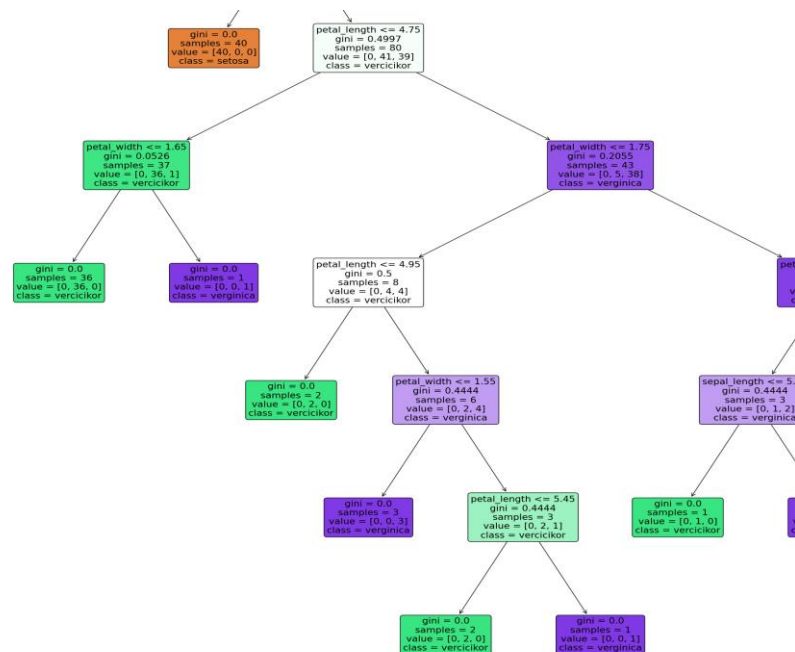 gini = 0.0
samples = 40
value = [40, 0, 0]
class = setosa
petal_length <= 4.75
gini = 0.4997
samples = 80
value = [0, 41, 39]
class = vercicikor
petal_width <= 1.65
gini = 0.0526
samples = 37
value = [0, 36, 1]
class = vercicikor
petal_width <= 1.75
gini = 0.2055
samples = 43
value = [0, 5, 38]
class = verginica
gini = 0.0
samples = 36
value = [0, 36, 0]
class = vercicikor
gini = 0.0
samples = 1
value = [0, 0, 1]
class = verginica
petal_length <= 4.95
gini = 0.5
samples = 8
value = [0, 4, 4]
class = vercicikor
gini = 0.0
samples = 2
value = [0, 2, 0]
class = vercicikor
petal_width <= 1.55
gini = 0.4444
samples = 6
value = [0, 2, 4]
class = verginica
sepal_length <= 5.
gini = 0.4444
samples = 3
value = [0, 1, 2]
class = verginica
gini = 0.0
samples = 3
value = [0, 0, 3]
class = verginica
petal_length <= 5.45
gini = 0.4444
samples = 3
value = [0, 2, 1]
class = vercicikor
gini = 0.0
samples = 1
value = [0, 1, 0]
class = vercicikor
gini = 0.0
samples = 2
value = [0, 2, 0]
class = vercicikor
gini = 0.0
samples = 1
value = [0, 0, 1]
class = verginica